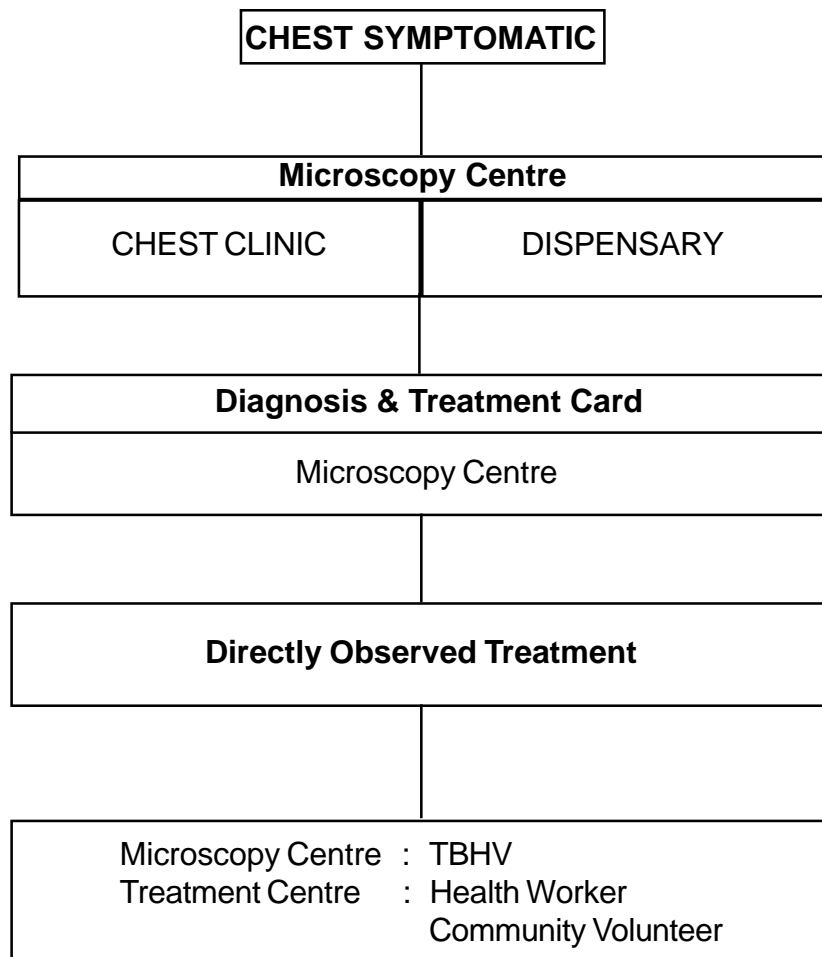 CHEST SYMPTOMATIC
Microscopy Centre
CHEST CLINIC DISPENSARY
Diagnosis & Treatment Card
Microscopy Centre
Directly Observed Treatment
Microscopy Centre : TBHV
Treatment Centre : Health Worker
Community Volunteer